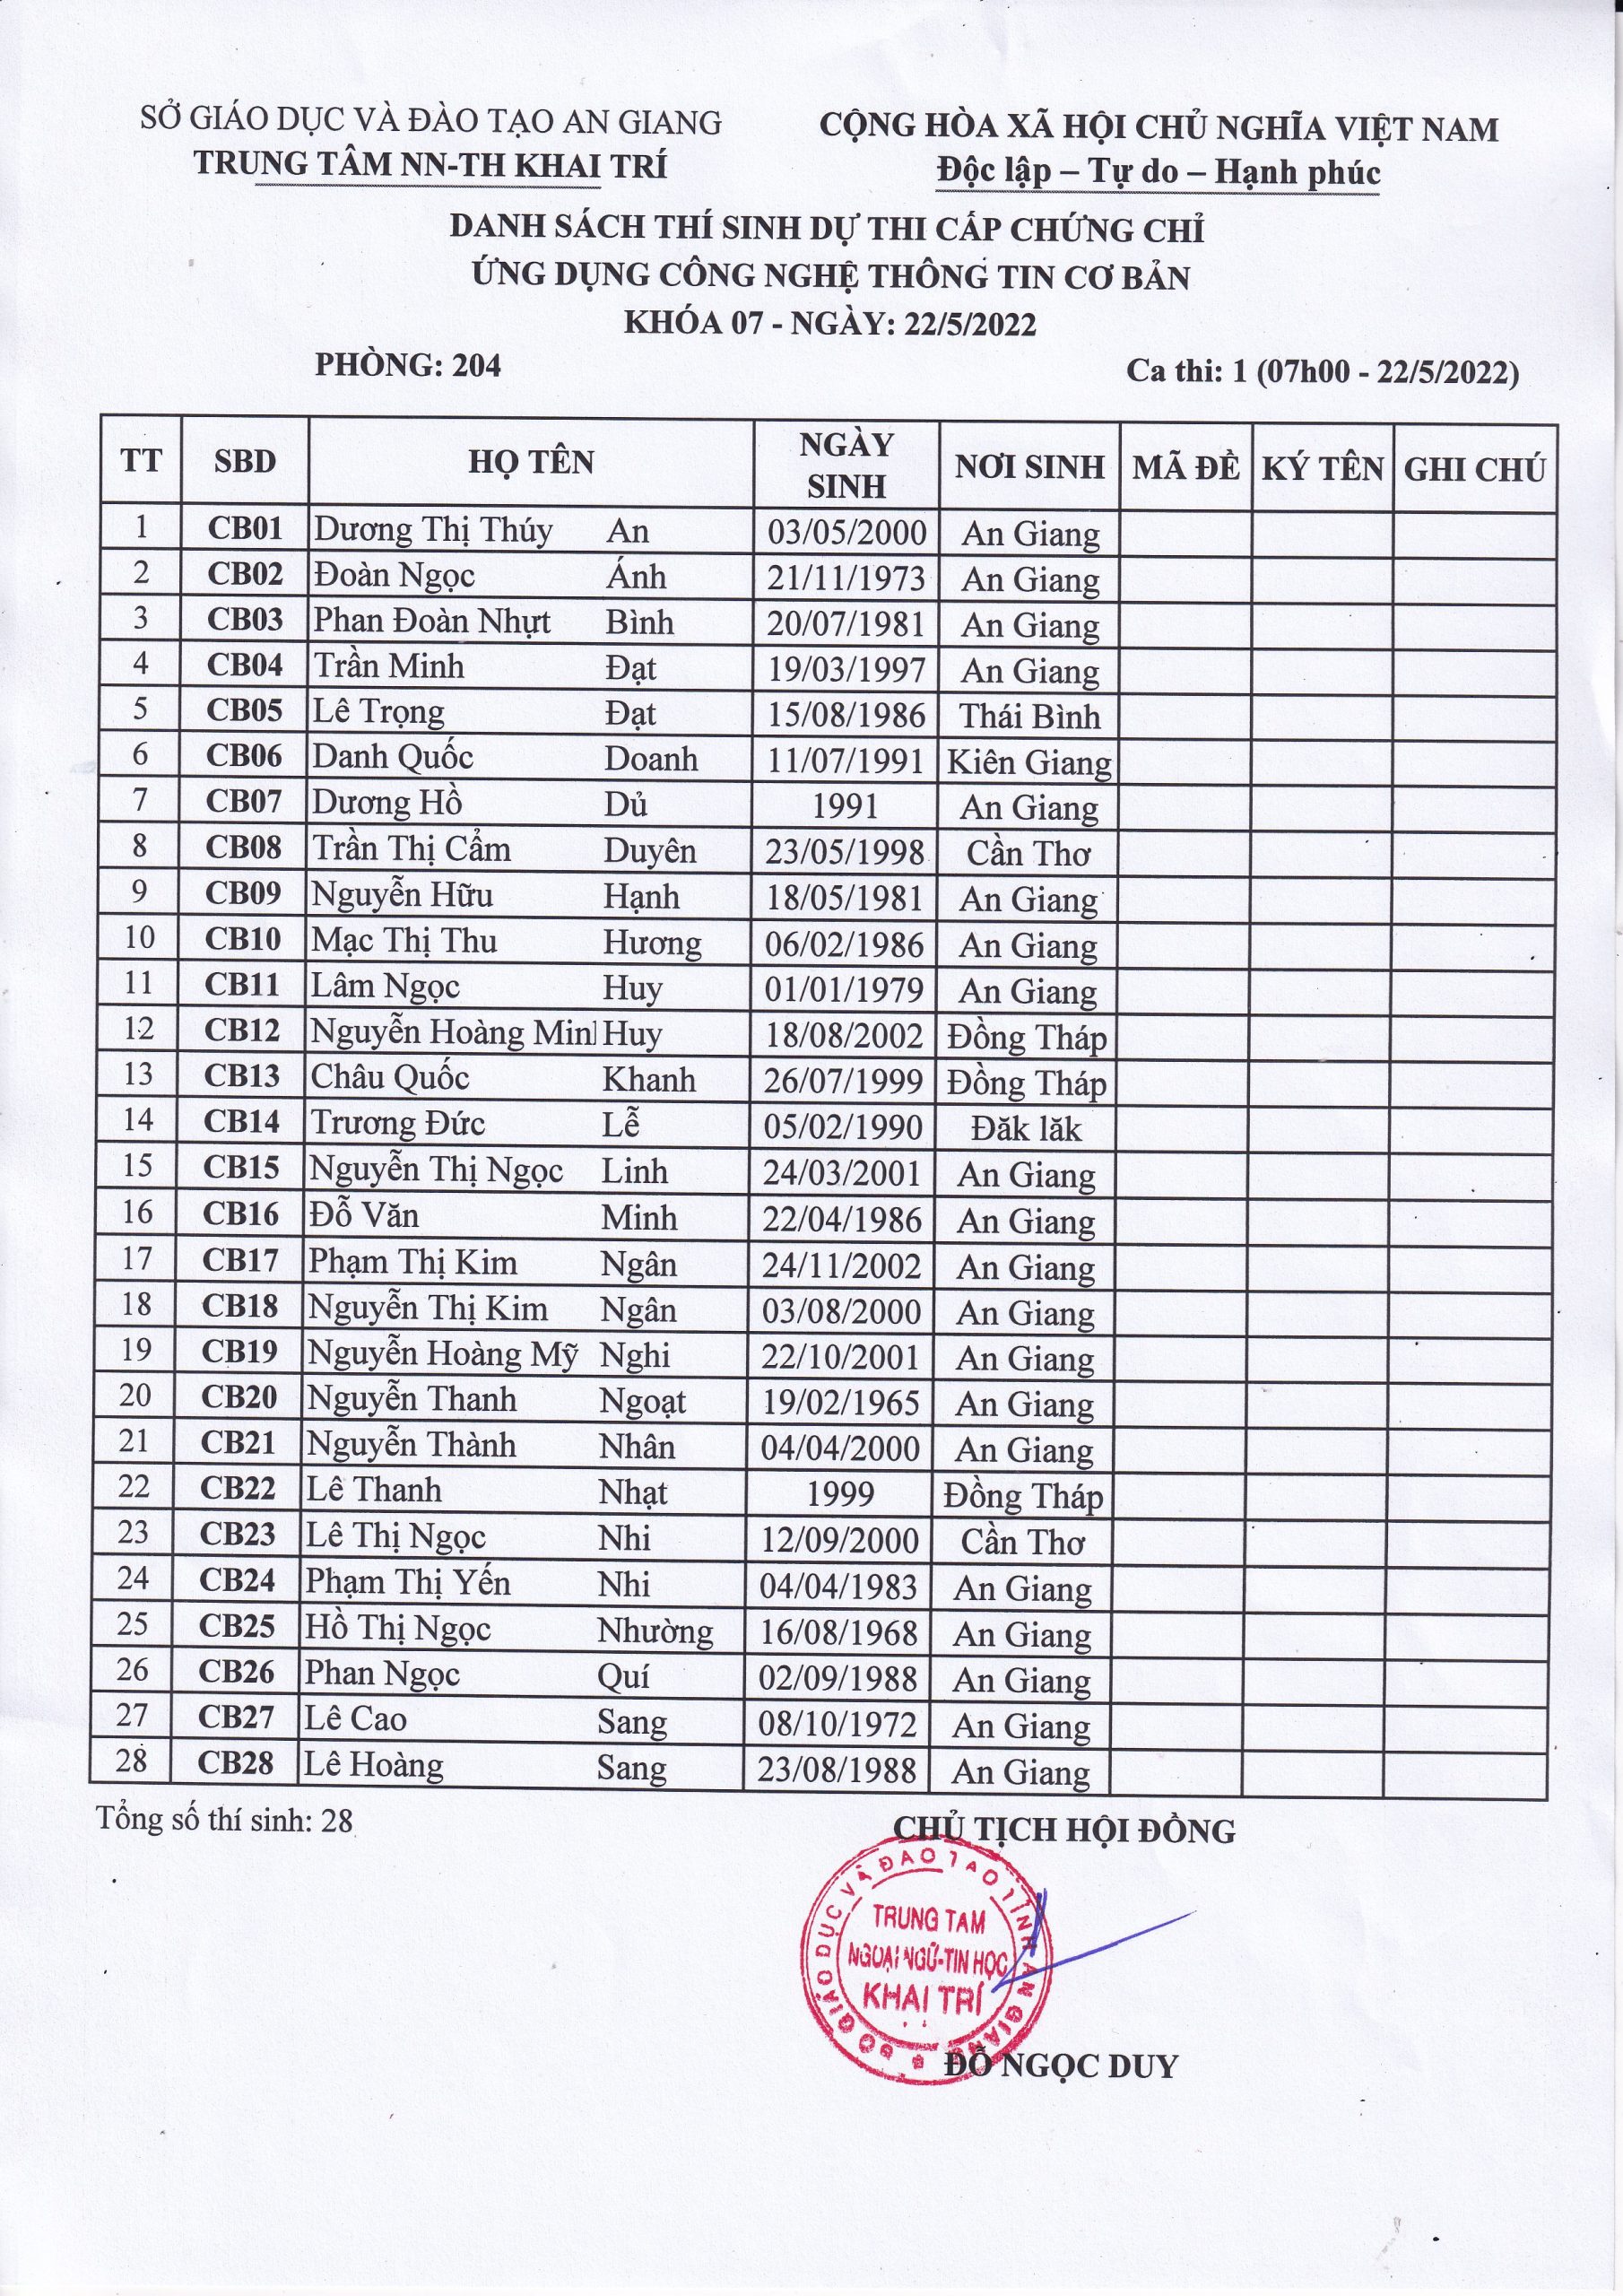 SỞ GIÁO DỤC VÀ ĐÀO TẠO AN GIANG
TRUNG TÂM NN-TH KHAI TRÍ
CỘNG HÒA XÃ HỘI CHỦ NGHĨA VIỆT NAM
Độc lập – Tự do – Hạnh phúc
DANH SÁCH THÍ SINH DỰ THI CẤP CHỨNG CHỈ
ỨNG DỤNG CÔNG NGHỆ THÔNG TIN CƠ BẢN
KHÓA 07 - NGÀY: 22/5/2022
PHÒNG: 204 Ca thi: 1 (07h00 - 22/5/2022)
TT SBD HỌ TÊN NGÀY SINH NƠI SINH MÃ ĐỀ KÝ TÊN GHI CHÚ
1 CB01 Dương Thị Thúy An 03/05/2000 An Giang
2 CB02 Đoàn Ngọc Ánh 21/11/1973 An Giang
3 CB03 Phan Đoàn Nhựt Bình 20/07/1981 An Giang
4 CB04 Trần Minh Đạt 19/03/1997 An Giang
5 CB05 Lê Trọng Đạt 15/08/1986 Thái Bình
6 CB06 Danh Quốc Doanh 11/07/1991 Kiên Giang
7 CB07 Dương Hồ Dủ 1991 An Giang
8 CB08 Trần Thị Cẩm Duyên 23/05/1998 Cần Thơ
9 CB09 Nguyễn Hữu Hạnh 18/05/1981 An Giang
10 CB10 Mạc Thị Thu Hương 06/02/1986 An Giang
11 CB11 Lâm Ngọc Huy 01/01/1979 An Giang
12 CB12 Nguyễn Hoàng Minh Huy 18/08/2002 Đồng Tháp
13 CB13 Châu Quốc Khanh 26/07/1999 Đồng Tháp
14 CB14 Trương Đức Lễ 05/02/1990 Đăk lăk
15 CB15 Nguyễn Thị Ngọc Linh 24/03/2001 An Giang
16 CB16 Đỗ Văn Minh 22/04/1986 An Giang
17 CB17 Phạm Thị Kim Ngân 24/11/2002 An Giang
18 CB18 Nguyễn Thị Kim Ngân 03/08/2000 An Giang
19 CB19 Nguyễn Hoàng Mỹ Nghi 22/10/2001 An Giang
20 CB20 Nguyễn Thanh Ngoạt 19/02/1965 An Giang
21 CB21 Nguyễn Thành Nhân 04/04/2000 An Giang
22 CB22 Lê Thanh Nhạt 1999 Đồng Tháp
23 CB23 Lê Thị Ngọc Nhi 12/09/2000 Cần Thơ
24 CB24 Phạm Thị Yến Nhi 04/04/1983 An Giang
25 CB25 Hồ Thị Ngọc Nhường 16/08/1968 An Giang
26 CB26 Phan Ngọc Quí 02/09/1988 An Giang
27 CB27 Lê Cao Sang 08/10/1972 An Giang
28 CB28 Lê Hoàng Sang 23/08/1988 An Giang
Tổng số thí sinh: 28
CHỦ TỊCH HỘI ĐỒNG
GIÁO DỤC VÀ ĐÀO TẠO TỈNH AN GIANG
TRUNG TÂM
NGOẠI NGỮ-TIN HỌC
KHAI TRÍ
ĐỖ NGỌC DUY